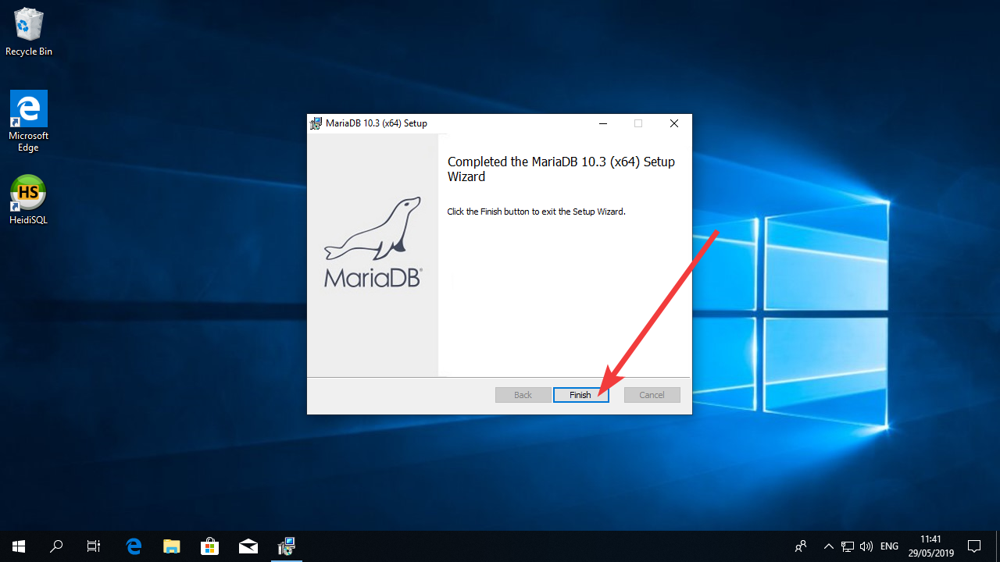 Recycle Bin
Microsoft
Edge
HS
HeidiSQL
MariaDB 10.3 (x64) Setup
Completed the MariaDB 10.3 (x64) Setup
Wizard
Click the Finish button to exit the Setup Wizard.
MariaDB®
Back
Finish
Cancel
ENG
11:41
29/05/2019